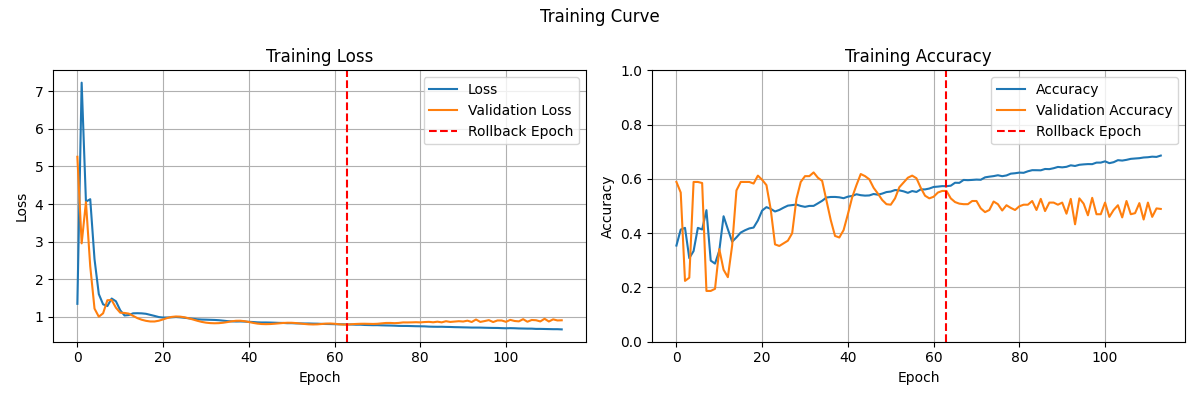 Training Curve
Training Loss
Loss
Validation Loss
Rollback Epoch
7
6
5
4
3
2
1
Loss
0
20
40
60
80
100
Epoch
Training Accuracy
Accuracy
Validation Accuracy
Rollback Epoch
1.0
0.8
0.6
0.4
0.2
0.0
Accuracy
0
20
40
60
80
100
Epoch